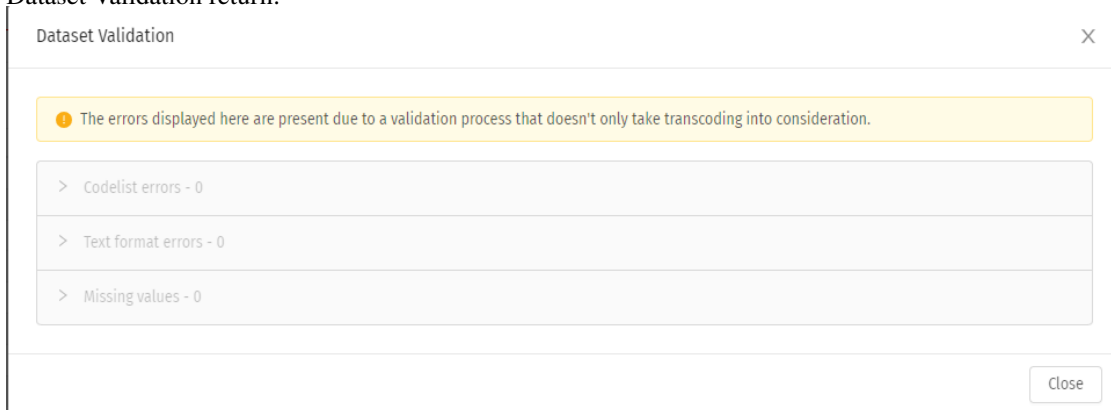 Dataset Validation return:
Dataset Validation
The errors displayed here are present due to a validation process that doesn't only take transcoding into consideration.
Codelist errors - 0
Text format errors - 0
Missing values - 0
Close